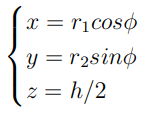 x = r₁cosϕ
y = r₂sinϕ
z = h/2